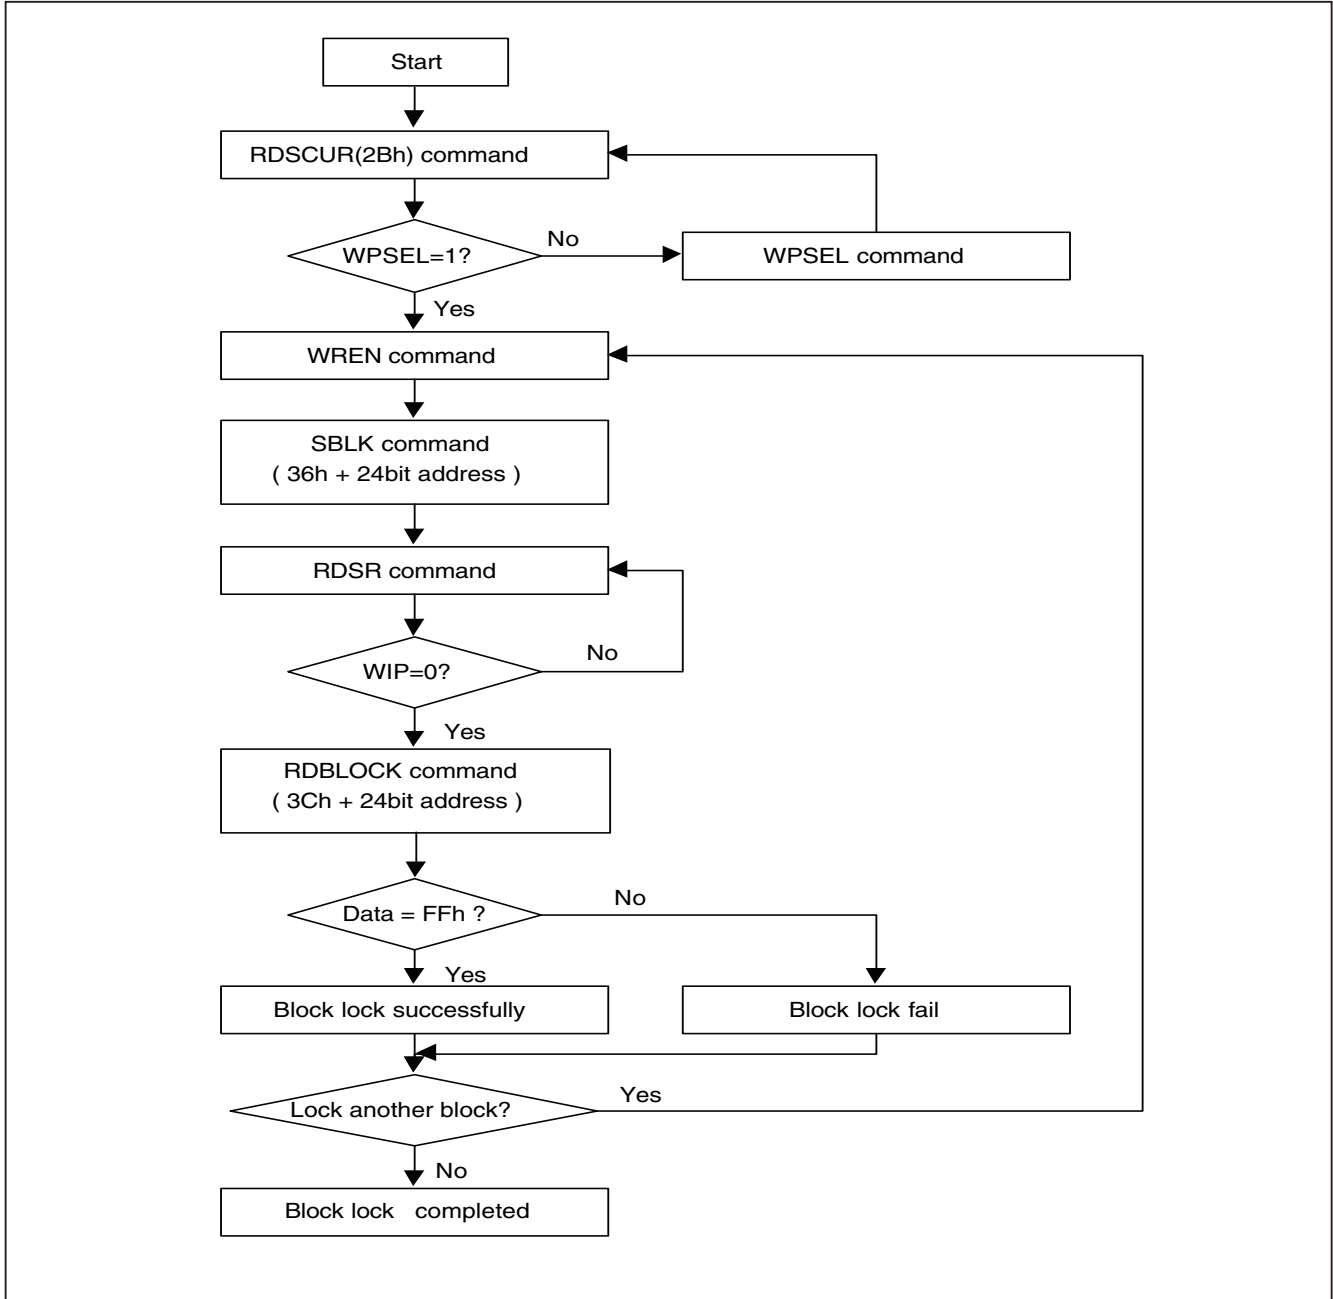 Start
RDSCUR(2Bh) command
WPSEL=1?
No
WPSEL command
Yes
WREN command
SBLK command
( 36h + 24bit address )
RDSR command
WIP=0?
No
Yes
RDBLOCK command
( 3Ch + 24bit address )
Data = FFh ?
No
Yes
Block lock successfully
Block lock fail
Lock another block?
Yes
No
Block lock completed